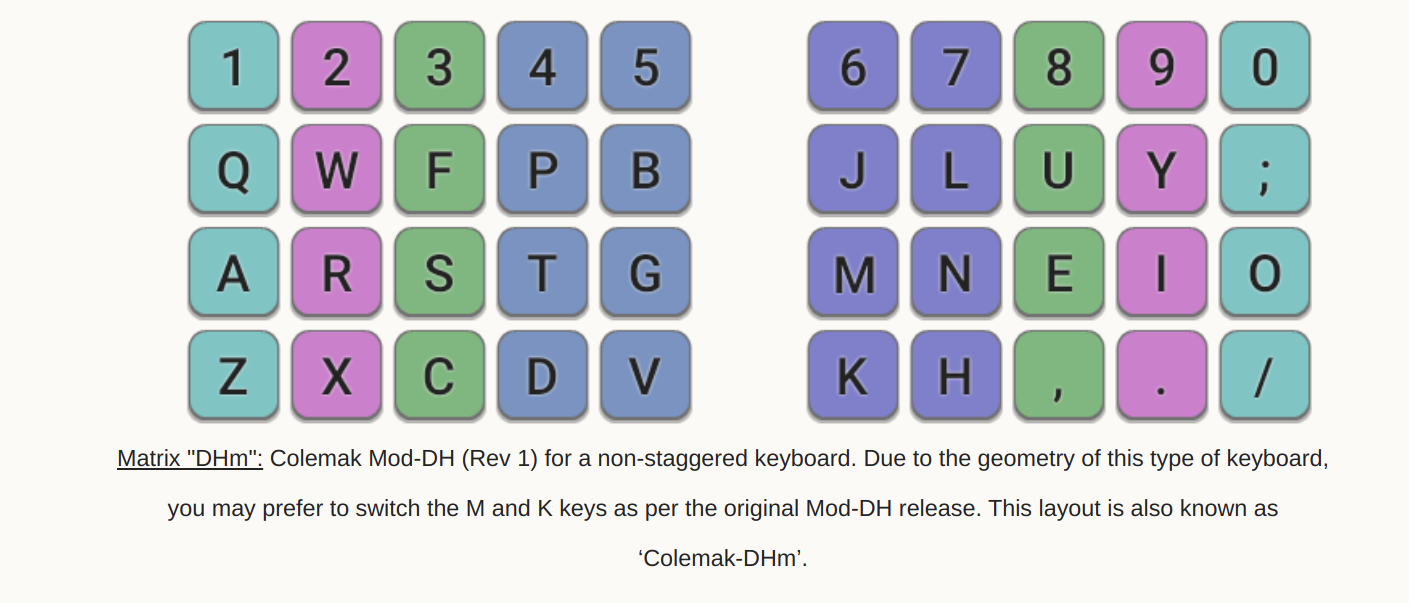 1 2 3 4 5 6 7 8 9 0
Q W F P B J L U Y ;
A R S T G M N E I O
Z X C D V K H , . /
Matrix "DHm": Colemak Mod-DH (Rev 1) for a non-staggered keyboard. Due to the geometry of this type of keyboard,
you may prefer to switch the M and K keys as per the original Mod-DH release. This layout is also known as
‘Colemak-DHm’.